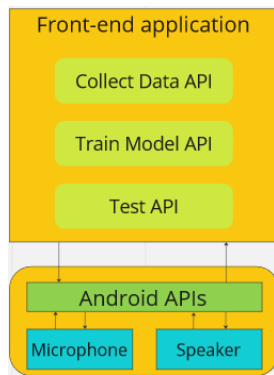 Front-end application
Collect Data API
Train Model API
Test API
Android APIs
Microphone
Speaker